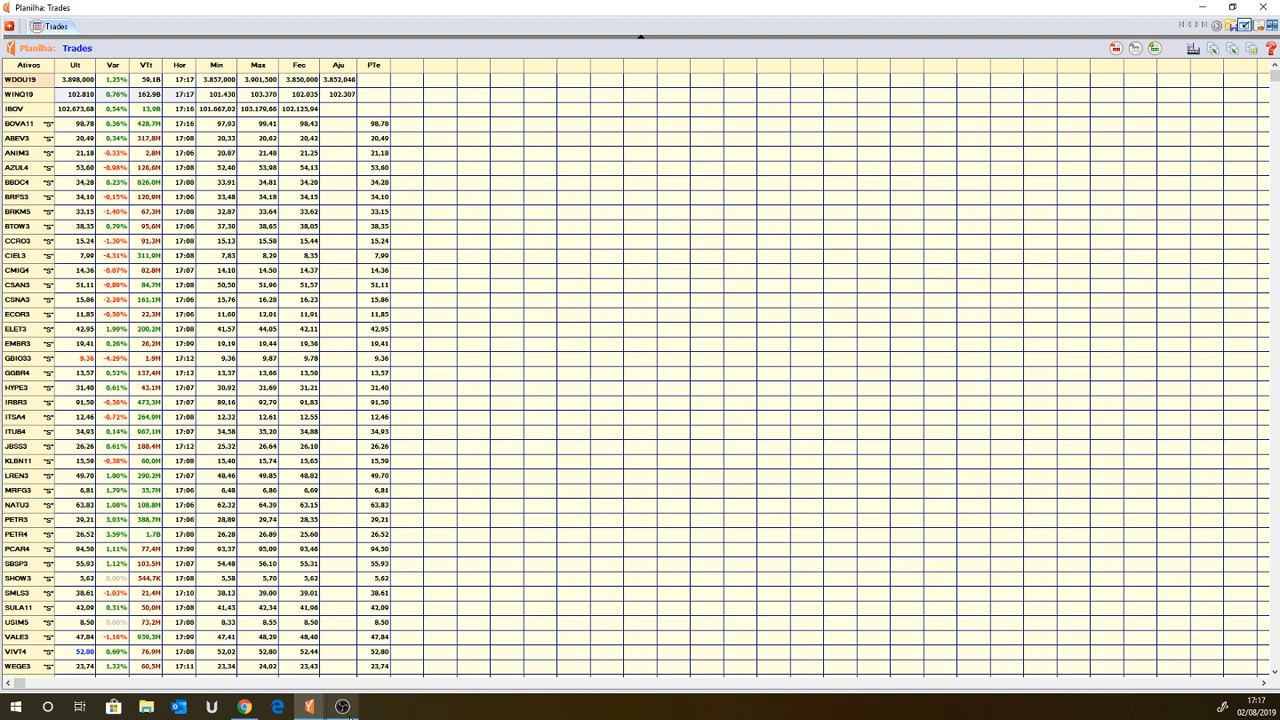 Planilha: Trades
Trades
Planilha: Trades
Ativos Ult Var VTt Hor Min Max Fec Aju PTe
WDOU19 3.898,000 1,25% 59,1B 17:17 3.857,000 3.901,500 3.850,000 3.852,046
WINQ19 102.810 0,76% 162,9B 17:17 101.430 103.370 102.035 102.307
IBOV 102.673,68 0,54% 13,9B 17:16 101.667,02 103.179,66 102.125,94
BOVA11 "S" 98,78 0,36% 428,7M 17:16 97,93 99,41 98,43 98,78
ABEV3 "S" 20,49 0,34% 317,8M 17:08 20,33 20,62 20,42 20,49
ANIM3 "S" 21,18 -0,33% 2,8M 17:06 20,87 21,48 21,25 21,18
AZUL4 "S" 53,60 -0,98% 126,6M 17:08 52,40 53,98 54,13 53,60
BBDC4 "S" 34,28 0,23% 826,0M 17:08 33,91 34,81 34,20 34,28
BRFS3 "S" 34,10 -0,15% 120,9M 17:06 33,48 34,18 34,15 34,10
BRKM5 "S" 33,15 -1,40% 67,3M 17:06 32,87 33,64 33,62 33,15
BTOW3 "S" 38,35 0,79% 95,6M 17:06 37,30 38,65 38,05 38,35
CCRO3 "S" 15,24 -1,30% 91,3M 17:08 15,13 15,58 15,44 15,24
CIEL3 "S" 7,99 -4,31% 311,9M 17:08 7,83 8,29 8,35 7,99
CMIG4 "S" 14,36 -0,07% 82,8M 17:07 14,10 14,50 14,37 14,36
CSAN3 "S" 51,11 -0,89% 84,7M 17:08 50,50 51,96 51,57 51,11
CSNA3 "S" 15,86 -2,28% 161,1M 17:06 15,76 16,28 16,23 15,86
ECOR3 "S" 11,85 -0,50% 22,3M 17:06 11,60 12,01 11,91 11,85
ELET3 "S" 42,95 1,99% 200,2M 17:08 41,57 44,05 42,11 42,95
EMBR3 "S" 19,41 0,26% 26,2M 17:09 19,19 19,44 19,36 19,41
GBIO33 "S" 9,36 -4,29% 1,9M 17:12 9,36 9,87 9,78 9,36
GGBR4 "S" 13,57 0,52% 137,4M 17:12 13,37 13,66 13,50 13,57
HYPE3 "S" 31,40 0,61% 43,1M 17:07 30,92 31,69 31,21 31,40
IRBR3 "S" 91,50 -0,36% 473,3M 17:08 89,16 92,79 91,83 91,50
ITSA4 "S" 12,46 -0,72% 264,9M 17:08 12,32 12,61 12,55 12,46
ITUB4 "S" 34,93 0,14% 967,1M 17:07 34,58 35,20 34,88 34,93
JBSS3 "S" 26,26 0,61% 188,4M 17:12 25,32 26,64 26,10 26,26
KLBN11 "S" 15,59 -0,38% 60,0M 17:08 15,40 15,74 15,65 15,59
LREN3 "S" 49,70 1,80% 290,2M 17:07 48,46 49,85 48,82 49,70
MRFG3 "S" 6,81 1,79% 35,7M 17:06 6,48 6,86 6,69 6,81
NATU3 "S" 63,83 1,08% 108,8M 17:06 62,32 64,39 63,15 63,83
PETR3 "S" 29,21 3,03% 388,7M 17:06 28,89 29,74 28,35 29,21
PETR4 "S" 26,52 3,59% 1,7B 17:08 26,28 26,89 25,60 26,52
PCAR4 "S" 94,50 1,11% 77,4M 17:09 93,37 95,09 93,46 94,50
SBSP3 "S" 55,93 1,12% 103,5M 17:07 54,48 56,10 55,31 55,93
SHOW3 "S" 5,62 0,00% 544,7K 17:08 5,58 5,70 5,62 5,62
SMLS3 "S" 38,61 -1,03% 21,4M 17:10 38,13 39,00 39,01 38,61
SULA11 "S" 42,09 0,31% 50,0M 17:08 41,43 42,34 41,96 42,09
USIM5 "S" 8,50 0,00% 73,2M 17:08 8,33 8,55 8,50 8,50
VALE3 "S" 47,84 -1,16% 939,3M 17:09 47,41 48,29 48,40 47,84
VIVT4 "S" 52,80 0,69% 76,9M 17:08 52,02 52,80 52,44 52,80
WEGE3 "S" 23,74 1,32% 60,5M 17:11 23,34 24,02 23,43 23,74
17:17
02/08/2019